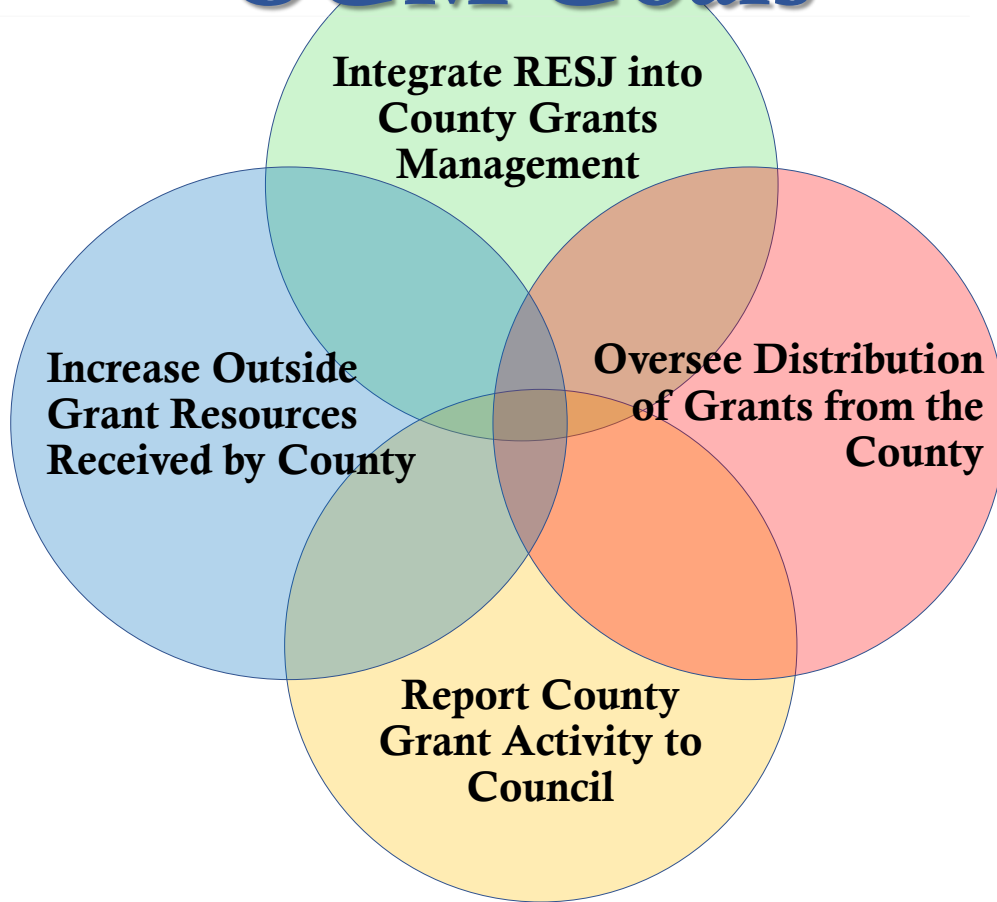 Integrate RESJ into
County Grants
Management
Increase Outside
Grant Resources
Received by County
Oversee Distribution
of Grants from the
County
Report County
Grant Activity to
Council